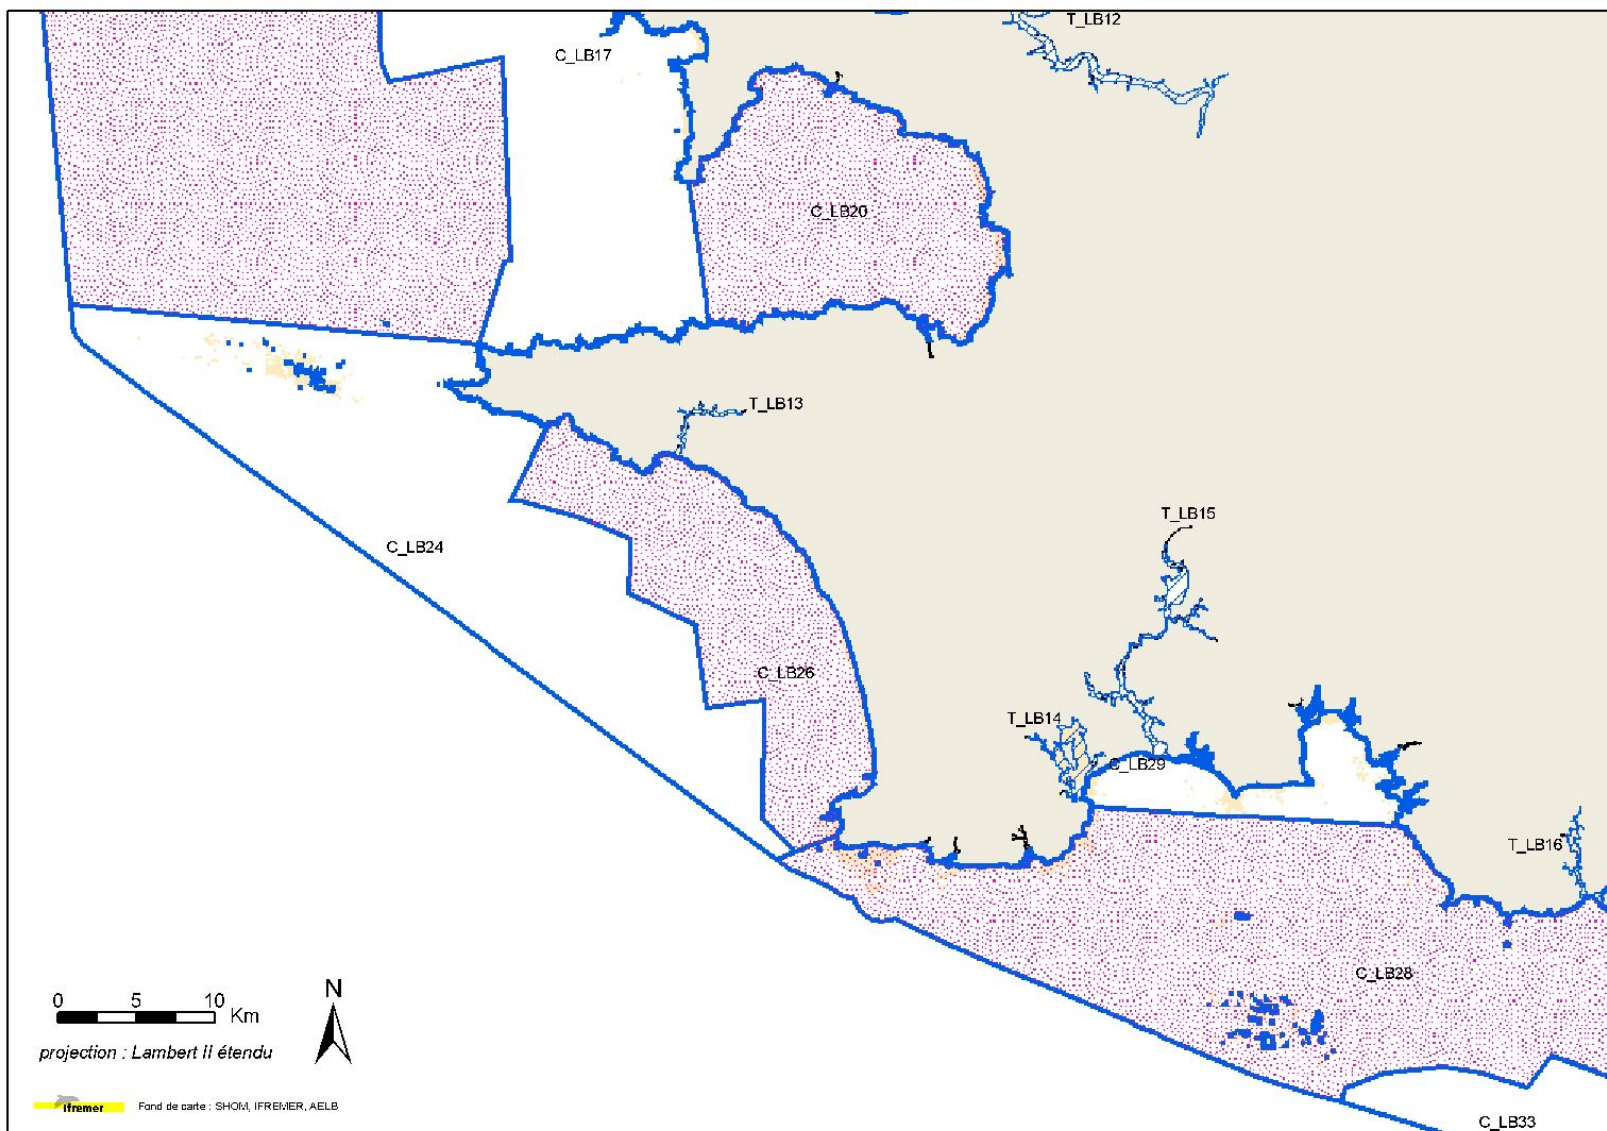 T_LB12
C_LB17
C_LB20
T_LB13
T_LB15
C_LB24
C_LB26
T_LB14
C_LB29
T_LB16
C_LB28
N
0 5 10 Km
projection : Lambert II étendu
Ifremer
Fond de carte : SHOM, IFREMER, AELB
C_LB33